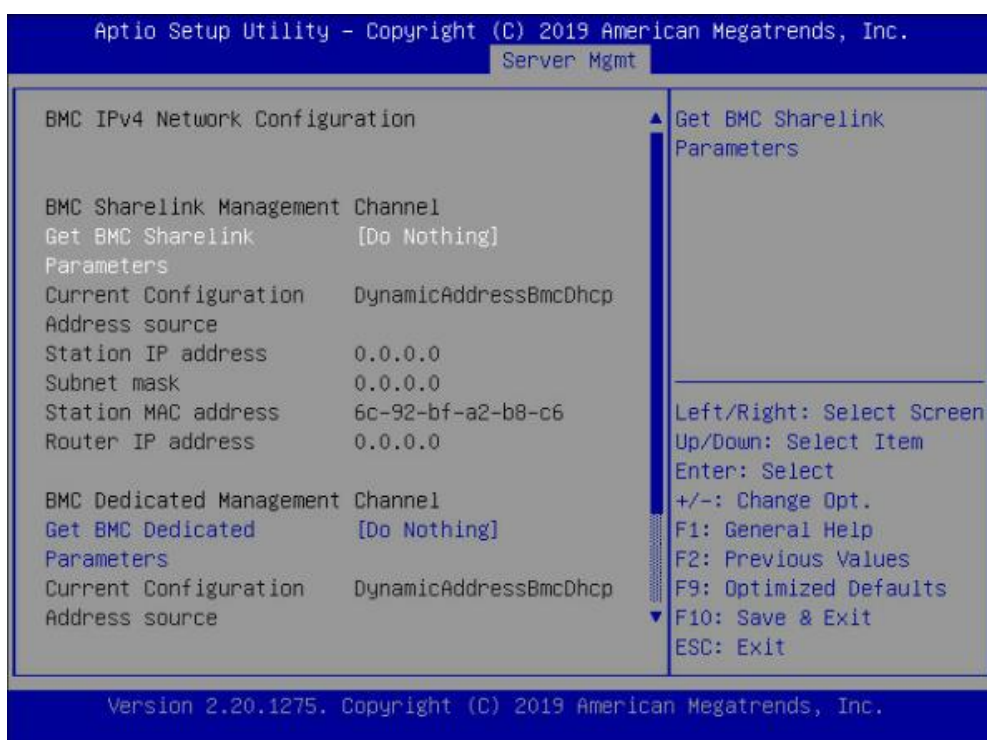 Aptio Setup Utility – Copyright (C) 2019 American Megatrends, Inc.
Server Mgmt
BMC IPv4 Network Configuration
BMC Sharelink Management Channel
Get BMC Sharelink [Do Nothing]
Parameters
Current Configuration DynamicAddressBmcDhcp
Address source
Station IP address 0.0.0.0
Subnet mask 0.0.0.0
Station MAC address 6c-92-bf-a2-b8-c6
Router IP address 0.0.0.0
BMC Dedicated Management Channel
Get BMC Dedicated [Do Nothing]
Parameters
Current Configuration DynamicAddressBmcDhcp
Address source
Get BMC Sharelink
Parameters
Left/Right: Select Screen
Up/Down: Select Item
Enter: Select
+/-: Change Opt.
F1: General Help
F2: Previous Values
F9: Optimized Defaults
F10: Save & Exit
ESC: Exit
Version 2.20.1275. Copyright (C) 2019 American Megatrends, Inc.